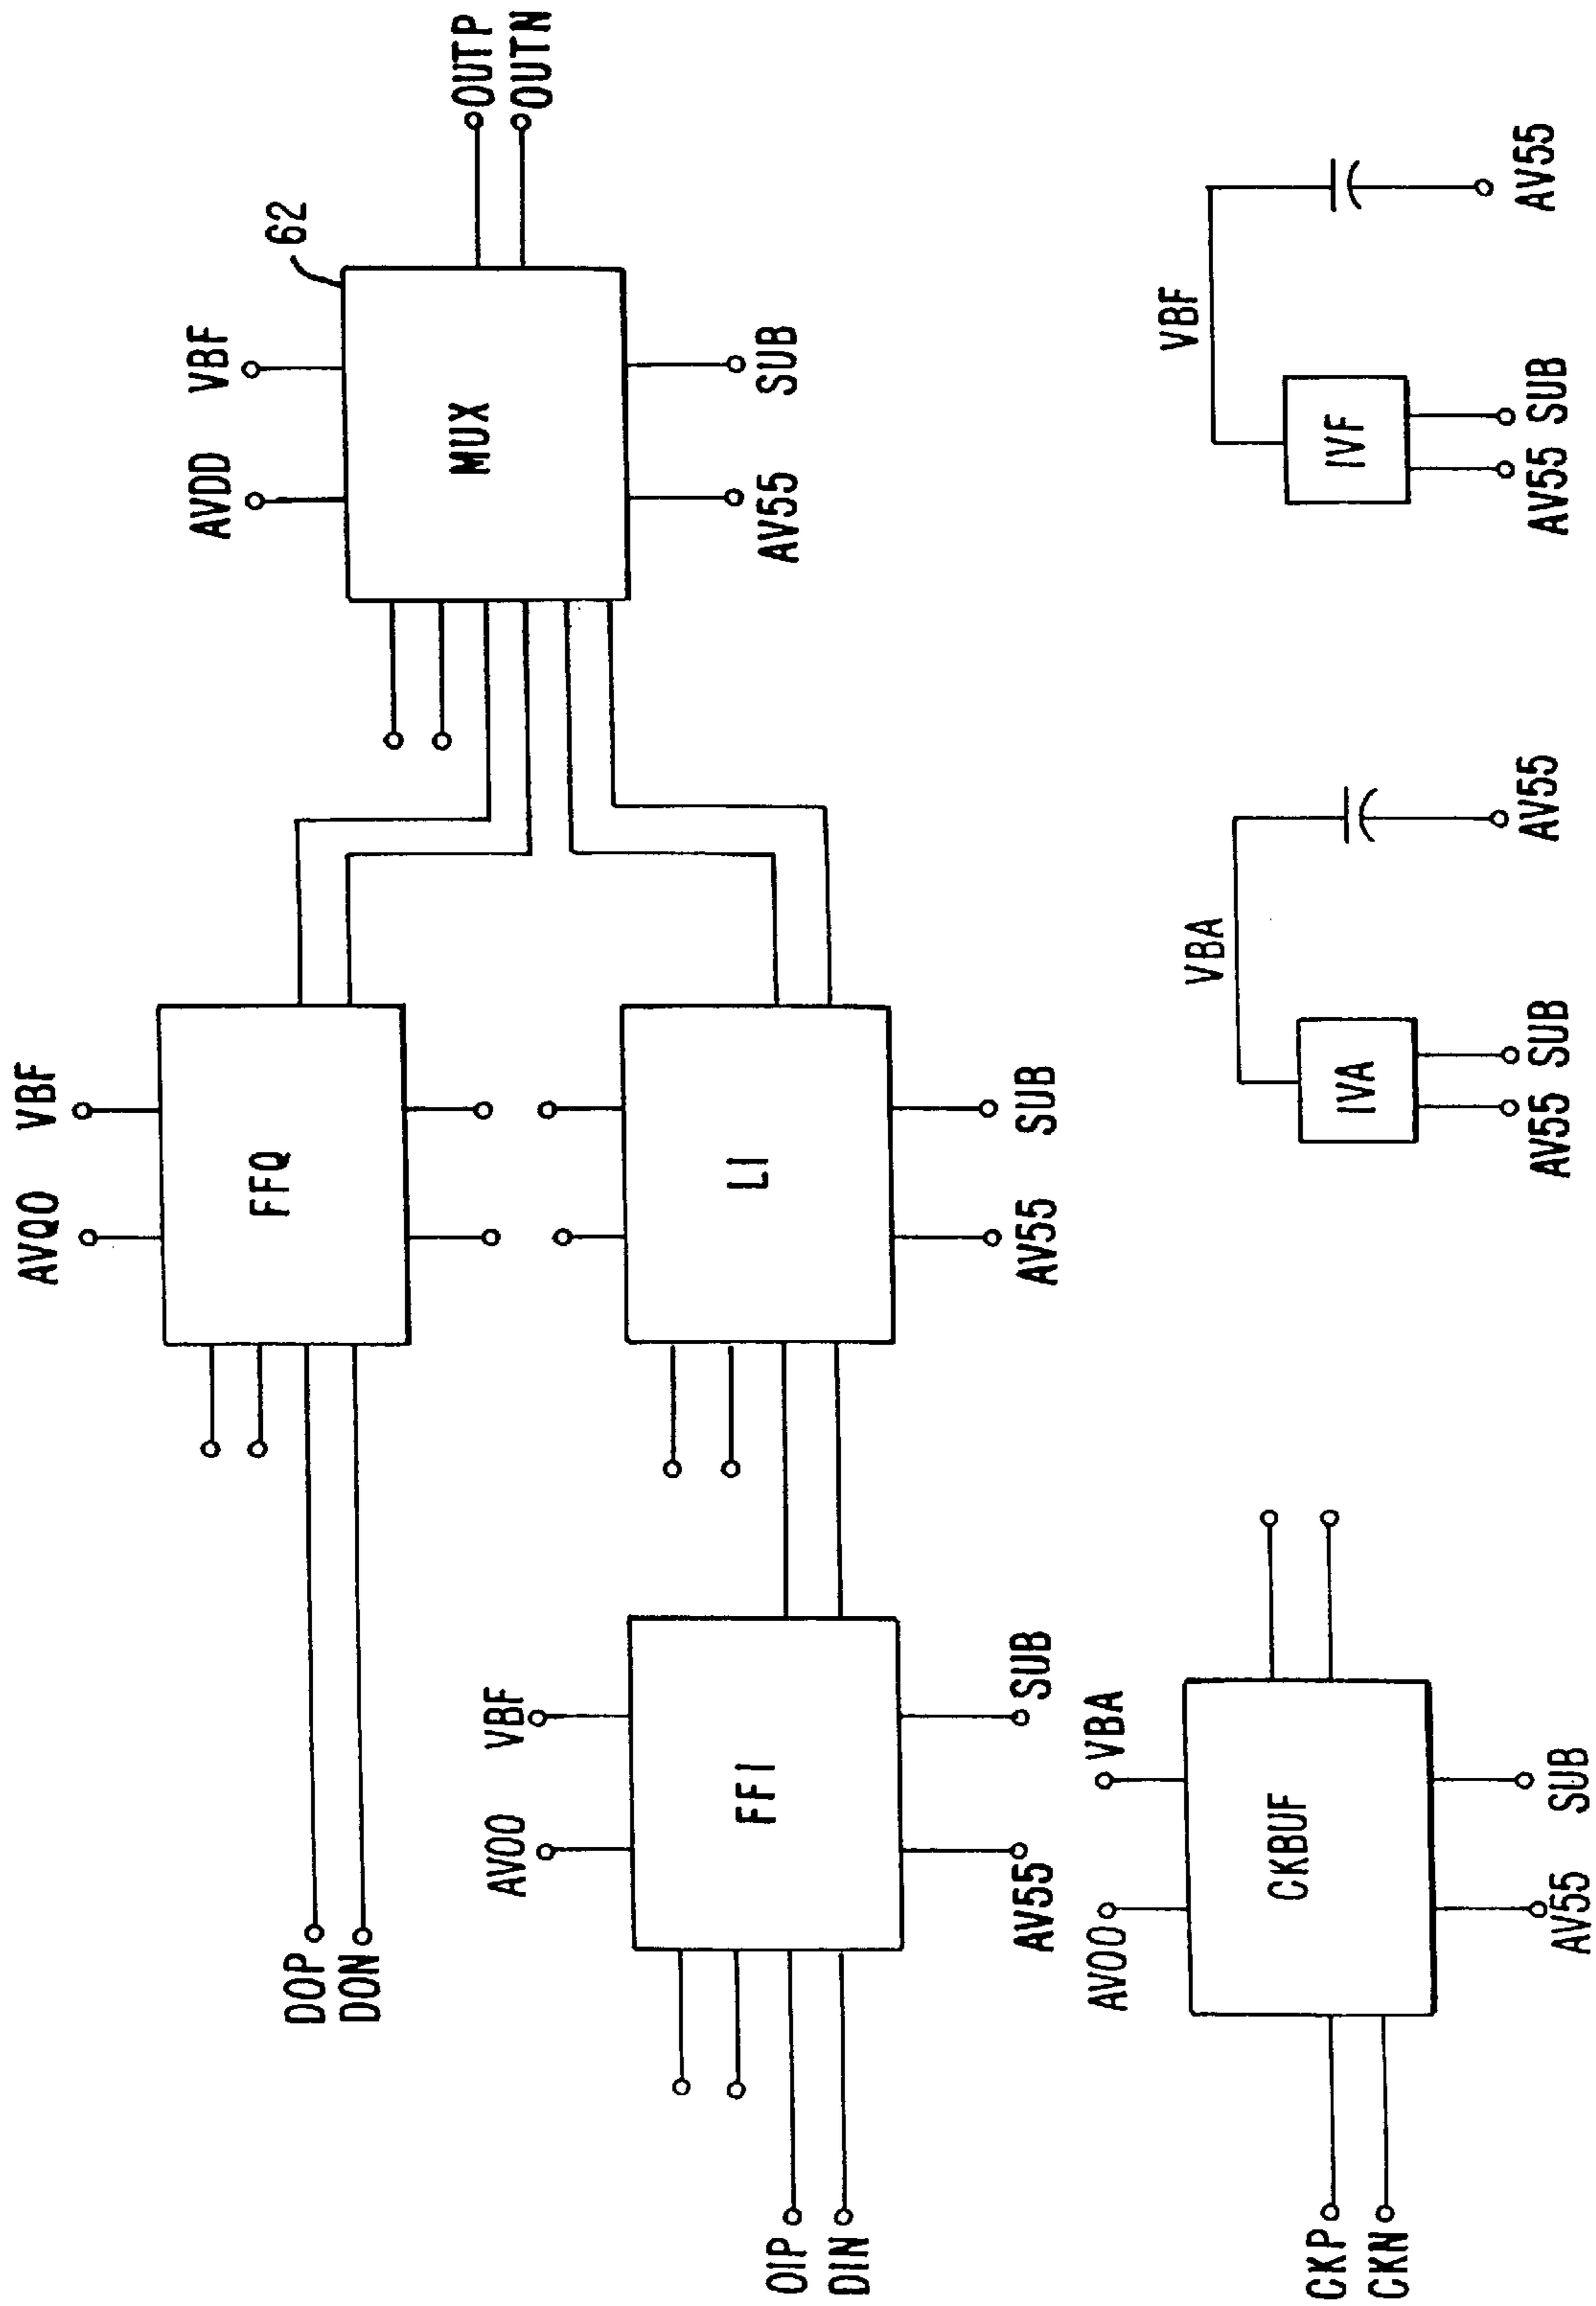 AVQO VBF
FFQ
DOP
DON
AVDD VBF
62
MUX
OUTP
OUTN
AV55 SUB
AVOO VBF
FFI
OIP
DIN
AV55 SUB
LI
AV55 SUB
AVOO VBA
CKBUF
CKP
CKN
AV55 SUB
VBA
IVA
AV55 SUB
AV55
VBF
IVF
AV55 SUB
AV55